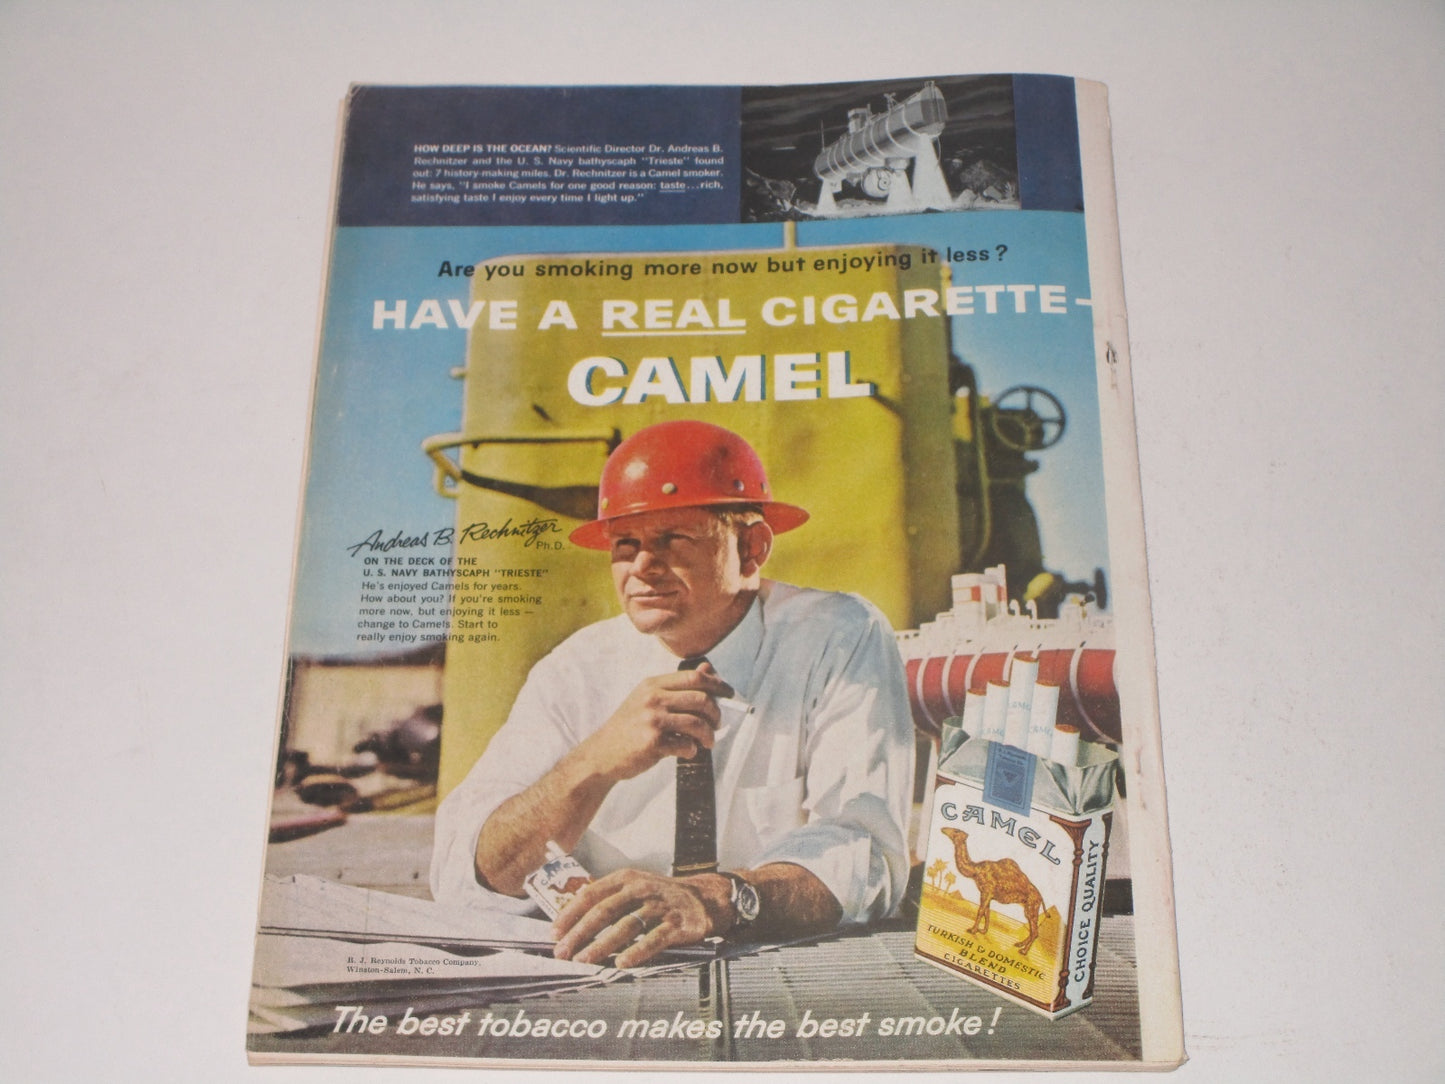 HOW DEEP IS THE OCEAN? Scientific Director Dr. Andreas B.
Rechnitzer and the U. S. Navy bathyscaph "Trieste" found
out: 7 history-making miles. Dr. Rechnitzer is a Camel smoker.
He says, "I smoke Camels for one good reason: taste...rich,
satisfying taste I enjoy every time I light up."
Are you smoking more now but enjoying it less?
HAVE A REAL CIGARETTE—
CAMEL
Andreas B. Rechnitzer
Ph.D.
ON THE DECK OF THE
U. S. NAVY BATHYSCAPH "TRIESTE"
He's enjoyed Camels for years.
How about you? If you're smoking
more now, but enjoying it less —
change to Camels. Start to
really enjoy smoking again.
CAMEL
CAMEL
TURKISH & DOMESTIC
BLEND
CIGARETTES
CHOICE QUALITY
R. J. Reynolds Tobacco Company,
Winston-Salem, N. C.
The best tobacco makes the best smoke!